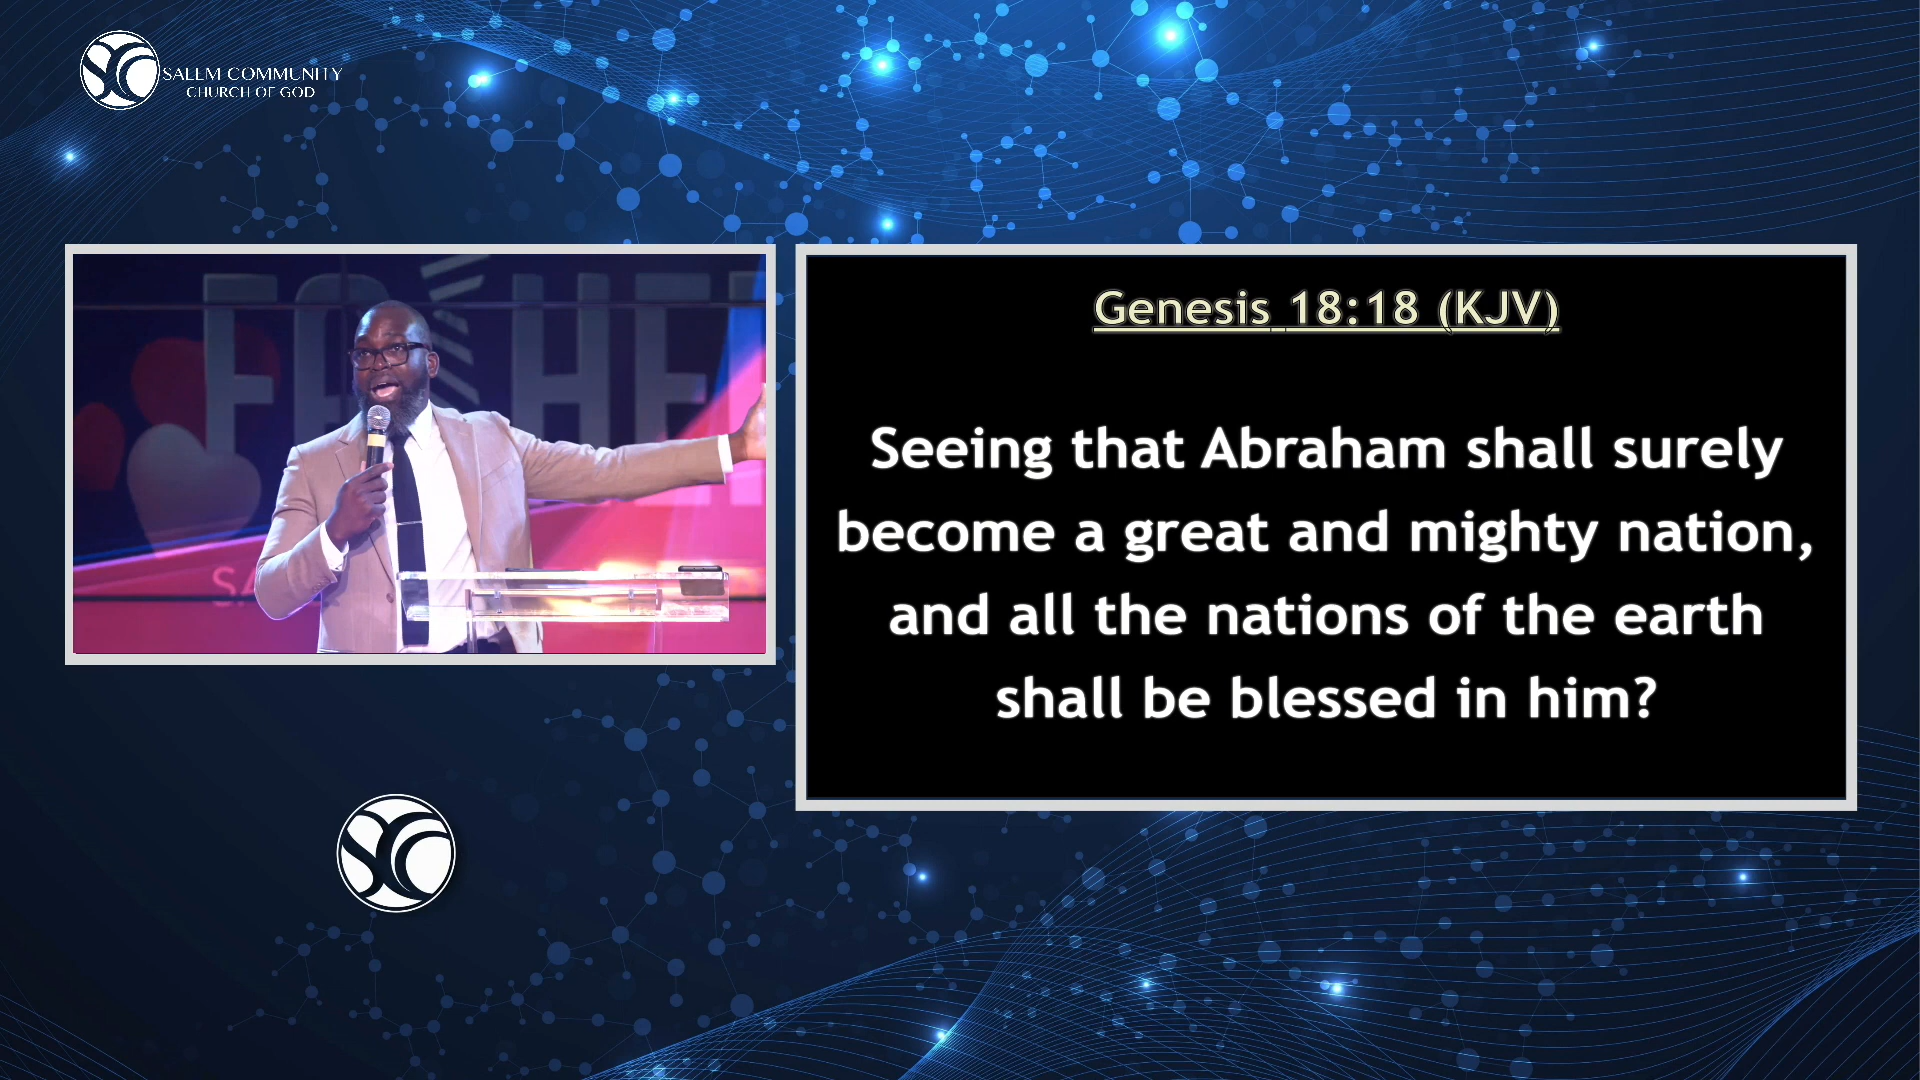 SALEM COMMUNITY
CHURCH OF GOD
Genesis 18:18 (KJV)
Seeing that Abraham shall surely
become a great and mighty nation,
and all the nations of the earth
shall be blessed in him?